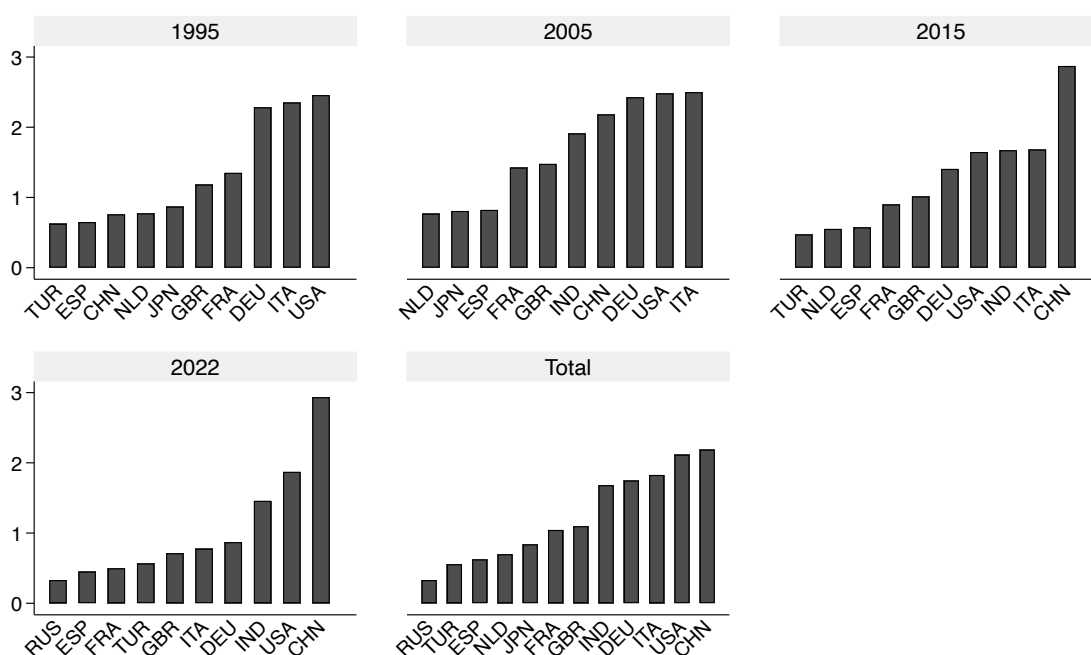 1995 2005 2015
3
2
1
0
TUR ESP CHN NLD JPN GBR FRA DEU ITA USA
NLD JPN ESP FRA GBR IND CHN DEU USA ITA
TUR NLD ESP FRA GBR DEU USA IND ITA CHN
2022 Total
3
2
1
0
RUS ESP FRA TUR GBR ITA DEU IND USA CHN
RUS TUR ESP NLD JPN FRA GBR IND DEU ITA USA CHN